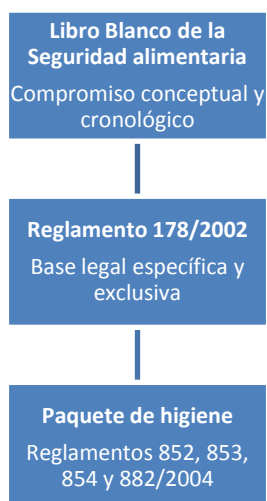 Libro Blanco de la
Seguridad alimentaria
Compromiso conceptual y
cronológico
Reglamento 178/2002
Base legal específica y
exclusiva
Paquete de higiene
Reglamentos 852, 853,
854 y 882/2004